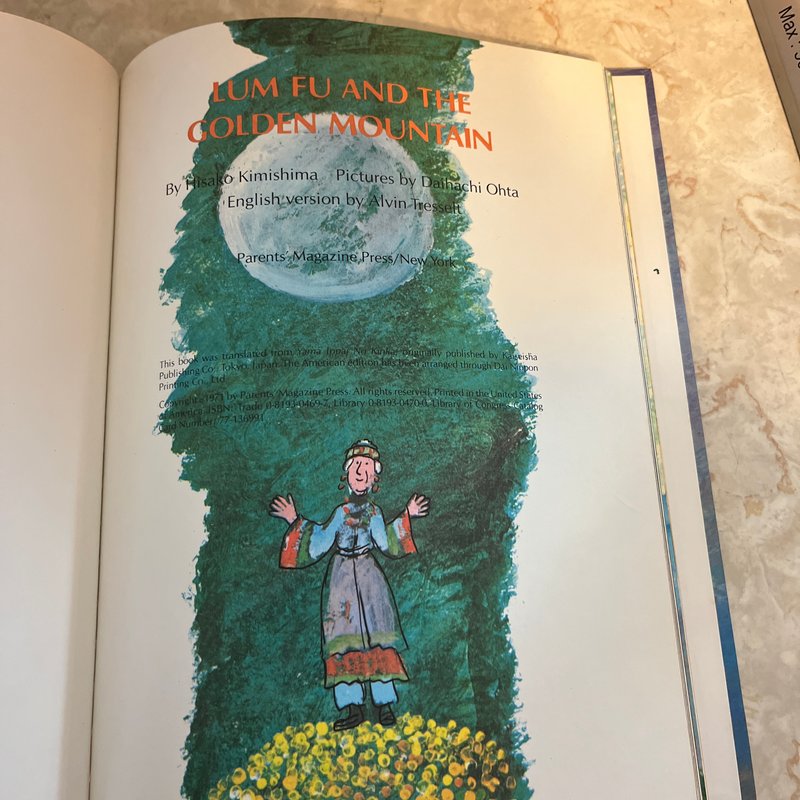 LUM FU AND THE
GOLDEN MOUNTAIN
By Hisako Kimishima Pictures by Daihachi Ohta
English version by Alvin Tresselt
Parents' Magazine Press/New York
This book was translated from Yama Ippai No Kinka, originally published by Kaiseisha
Publishing Co., Tokyo, Japan. The American edition has been arranged through Dai Nippon
Printing Co., Ltd.
Copyright © 1971 by Parents' Magazine Press. All rights reserved. Printed in the United States
of America. ISBN: Trade 0-8193-0469-7, Library 0-8193-0470-0 Library of Congress Catalog
Card Number: 77-136991
Max